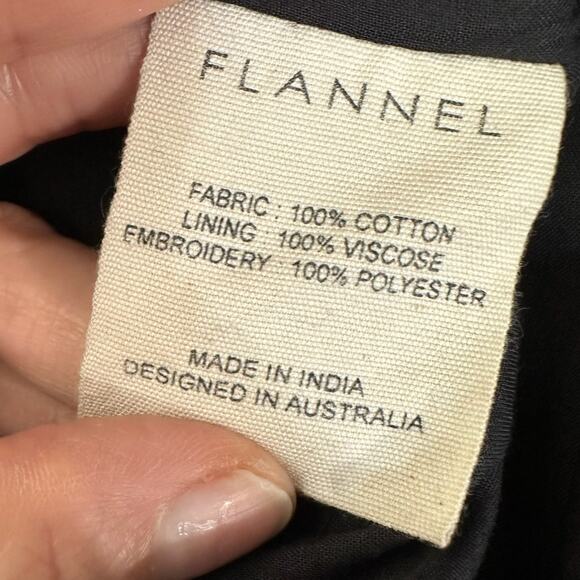 FLANNEL
FABRIC : 100% COTTON
LINING : 100% VISCOSE
EMBROIDERY : 100% POLYESTER
MADE IN INDIA
DESIGNED IN AUSTRALIA